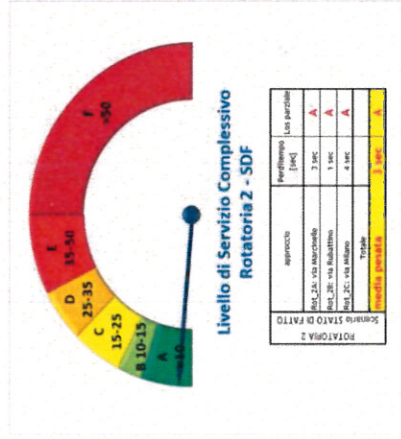 F
>50
E
35-50
D
25-35
C
15-25
B 10-15
A
Livello di Servizio Complessivo
Rotatoria 2 - SDF
ROTATORIA 2
Scenario STATO DI FATTO
approccio Perditempo [sec] Los parziale
Rot_2A: via Marcinelle 3 sec A
Rot_2B: via Rubattino 1 sec A
Rot_2C: via Milano 4 sec A
Totale
media pesata 3 sec A